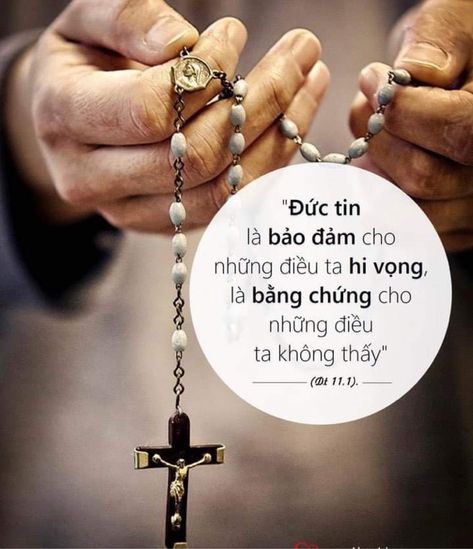 "Đức tin
là bảo đảm cho
những điều ta hi vọng,
là bằng chứng cho
những điều
ta không thấy"
(Dt 11.1).